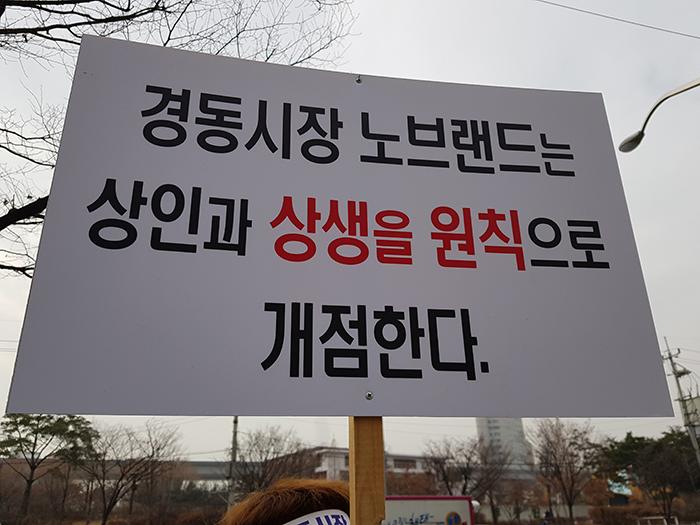 경동시장 노브랜드는
상인과 상생을 원칙으로
개점한다.